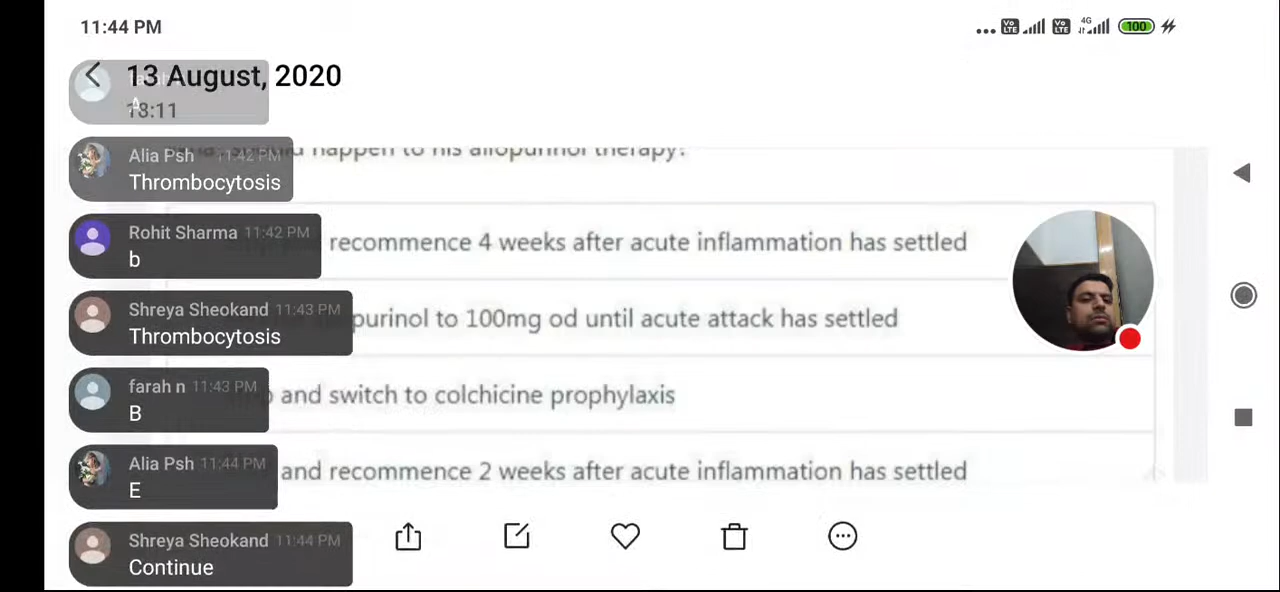 11:44 PM
4G 100
13 August, 2020
18:11
A
happen to his allopurinol therapy?
Alia Psh 11:42 PM
Thrombocytosis
Rohit Sharma 11:42 PM
b
recommence 4 weeks after acute inflammation has settled
Shreya Sheokand 11:43 PM
Thrombocytosis
purinol to 100mg od until acute attack has settled
farah n 11:43 PM
B
and switch to colchicine prophylaxis
Alia Psh 11:44 PM
E
and recommence 2 weeks after acute inflammation has settled
Shreya Sheokand 11:44 PM
Continue